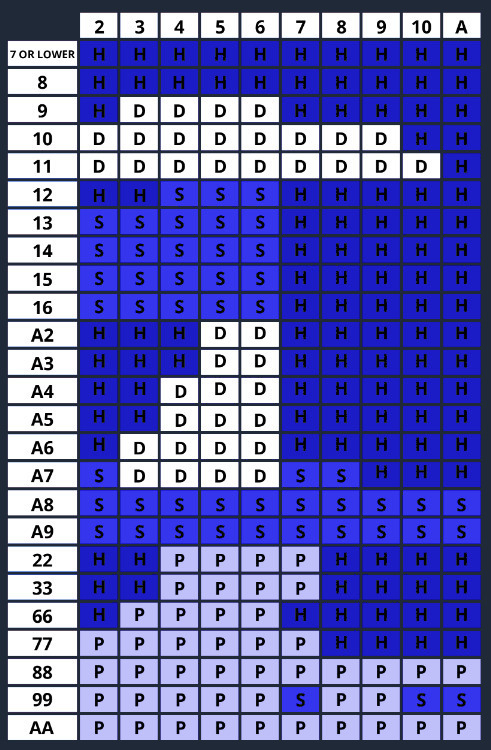 2 3 4 5 6 7 8 9 10 A
7 OR LOWER H H H H H H H H H H
8 H H H H H H H H H H
9 H D D D D H H H H H
10 D D D D D D D D H H
11 D D D D D D D D D H
12 H H S S S H H H H H
13 S S S S S H H H H H
14 S S S S S H H H H H
15 S S S S S H H H H H
16 S S S S S H H H H H
A2 H H H D D H H H H H
A3 H H H D D H H H H H
A4 H H D D D H H H H H
A5 H H D D D H H H H H
A6 H D D D D H H H H H
A7 S D D D D S S H H H
A8 S S S S S S S S S S
A9 S S S S S S S S S S
22 H H P P P P H H H H
33 H H P P P P H H H H
66 H P P P P H H H H H
77 P P P P P P H H H H
88 P P P P P P P P P P
99 P P P P P S P P S S
AA P P P P P P P P P P